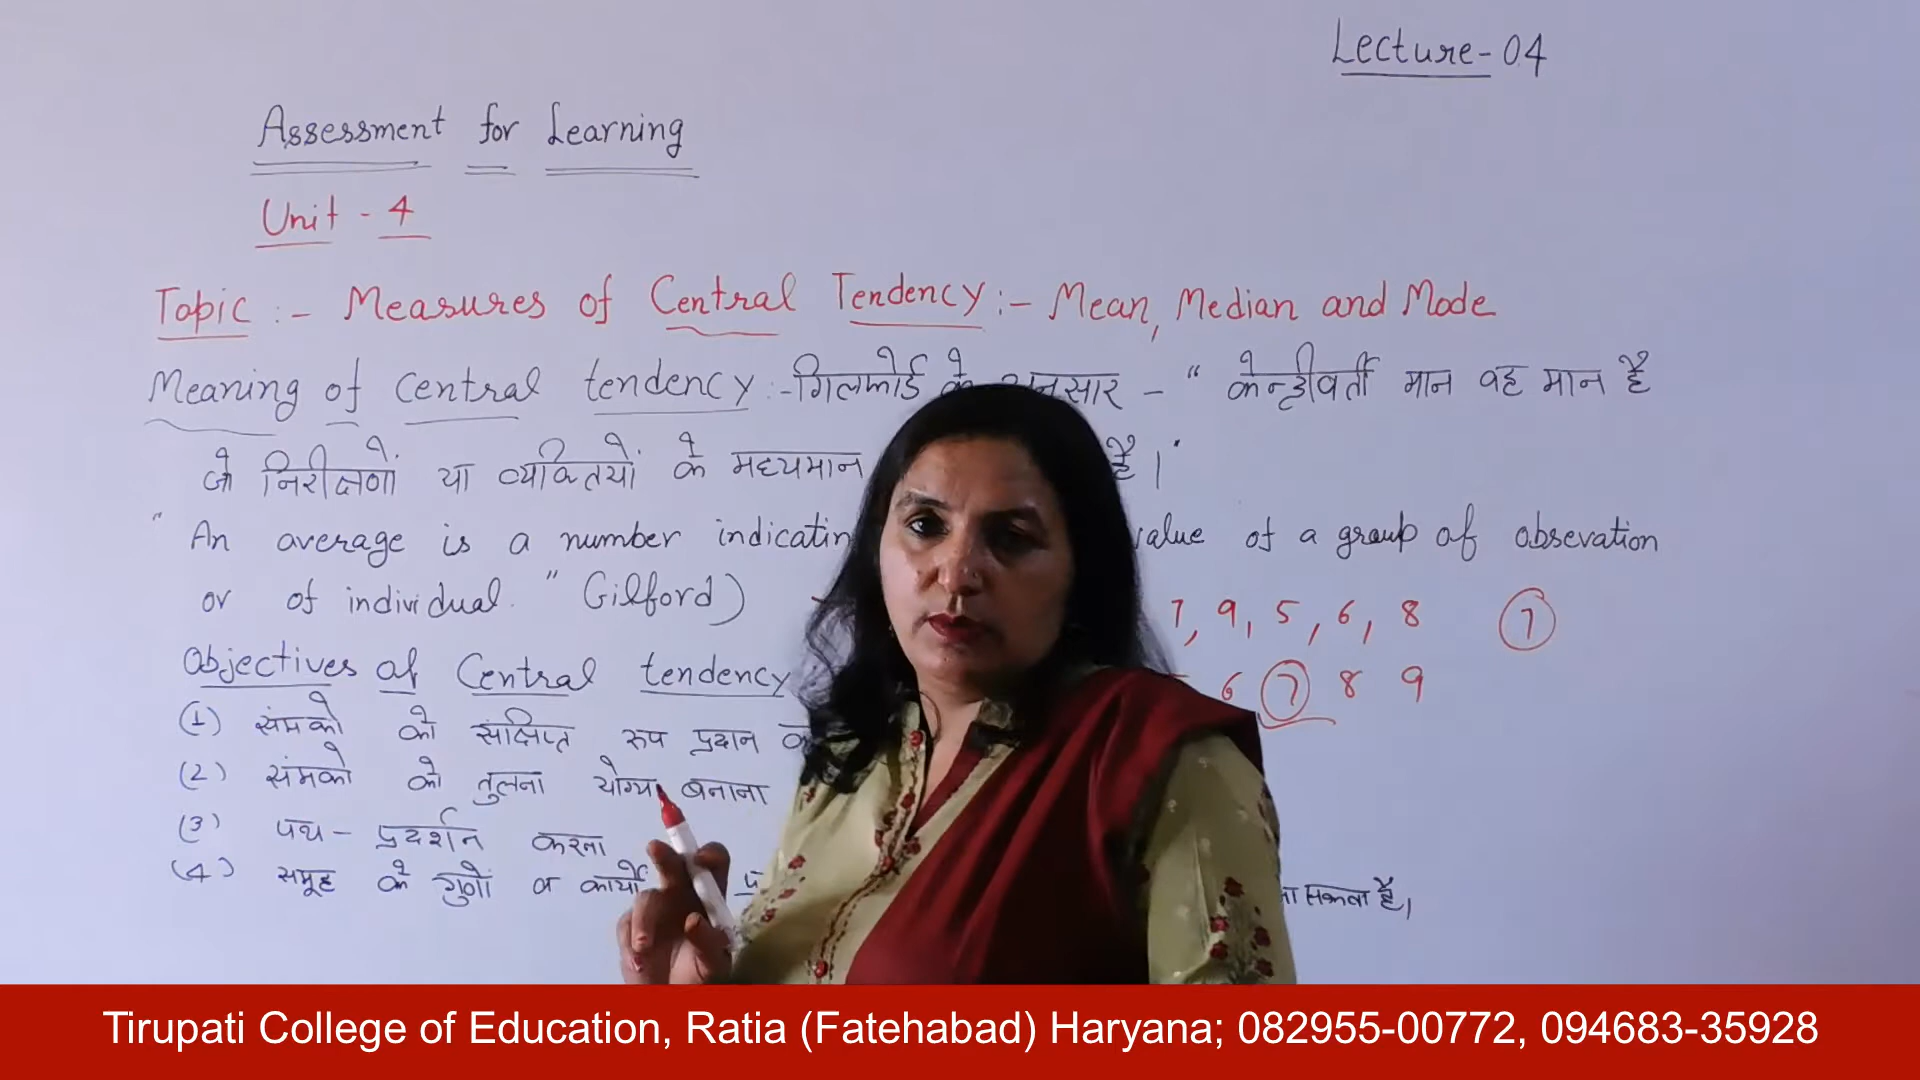 Lecture-04
Assessment for Learning
Unit - 4
Topic :- Measures of Central Tendency :- Mean, Median and Mode
Meaning of Central tendency :- गिलफोर्ड के अनुसार - " केन्द्रीवर्ती मान वह मान है
जो निरीक्षणो या व्यक्तियों के मध्यमान है। "
" An average is a number value of a group of obsevation
or of individual. " Gilford)
7, 9, 5, 6, 8 7
6 7 8 9
Objectives of Central tendency
(1) संमको को संक्षिप्त रूप प्रदान
(2) संमको को तुलना योग्य बनाना
(3) पथ - प्रदर्शन करना
(4) समूह के गुणों व कार्यो सकता है।
Tirupati College of Education, Ratia (Fatehabad) Haryana; 082955-00772, 094683-35928